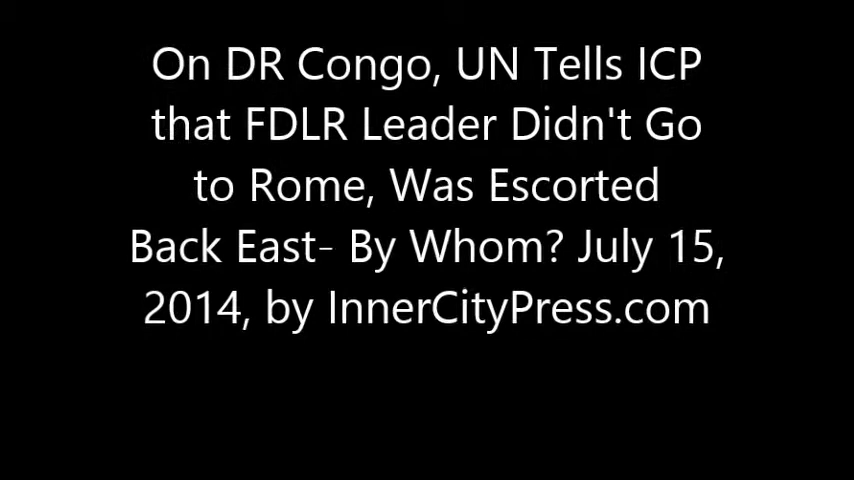 On DR Congo, UN Tells ICP
that FDLR Leader Didn't Go
to Rome, Was Escorted
Back East- By Whom? July 15,
2014, by InnerCityPress.com